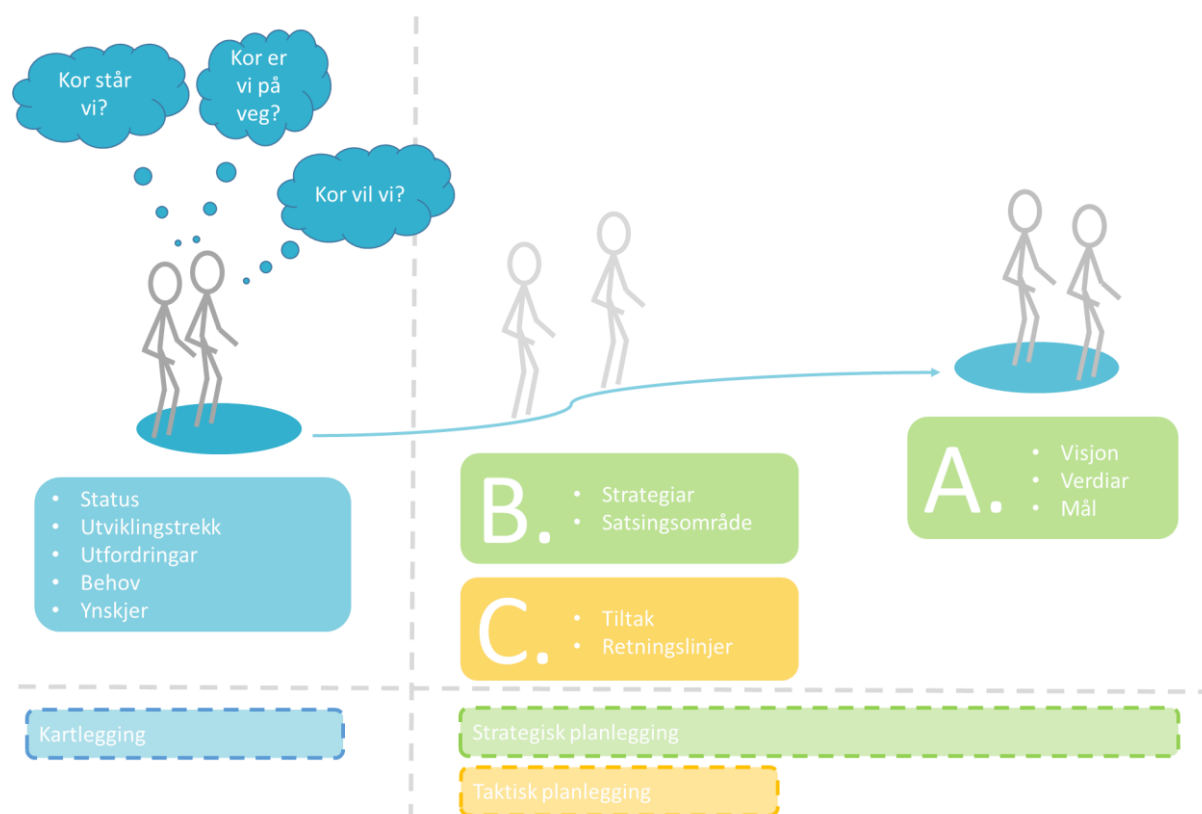 Kor står
vi?
Kor er
vi på
veg?
Kor vil vi?
• Status
• Utviklingstrekk
• Utfordringar
• Behov
• Ynskjer
B.
• Strategiar
• Satsingsområde
A.
• Visjon
• Verdiar
• Mål
C.
• Tiltak
• Retningslinjer
Kartlegging
Strategisk planlegging
Taktisk planlegging